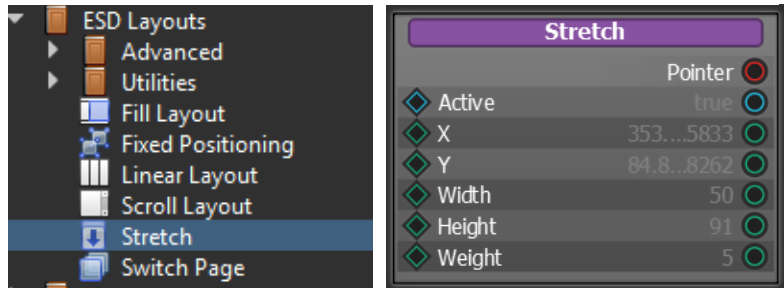 ESD Layouts
Advanced
Utilities
Fill Layout
Fixed Positioning
Linear Layout
Scroll Layout
Stretch
Switch Page
Stretch
Pointer
Active true
X 353....5833
Y 84.8...8262
Width 50
Height 91
Weight 5